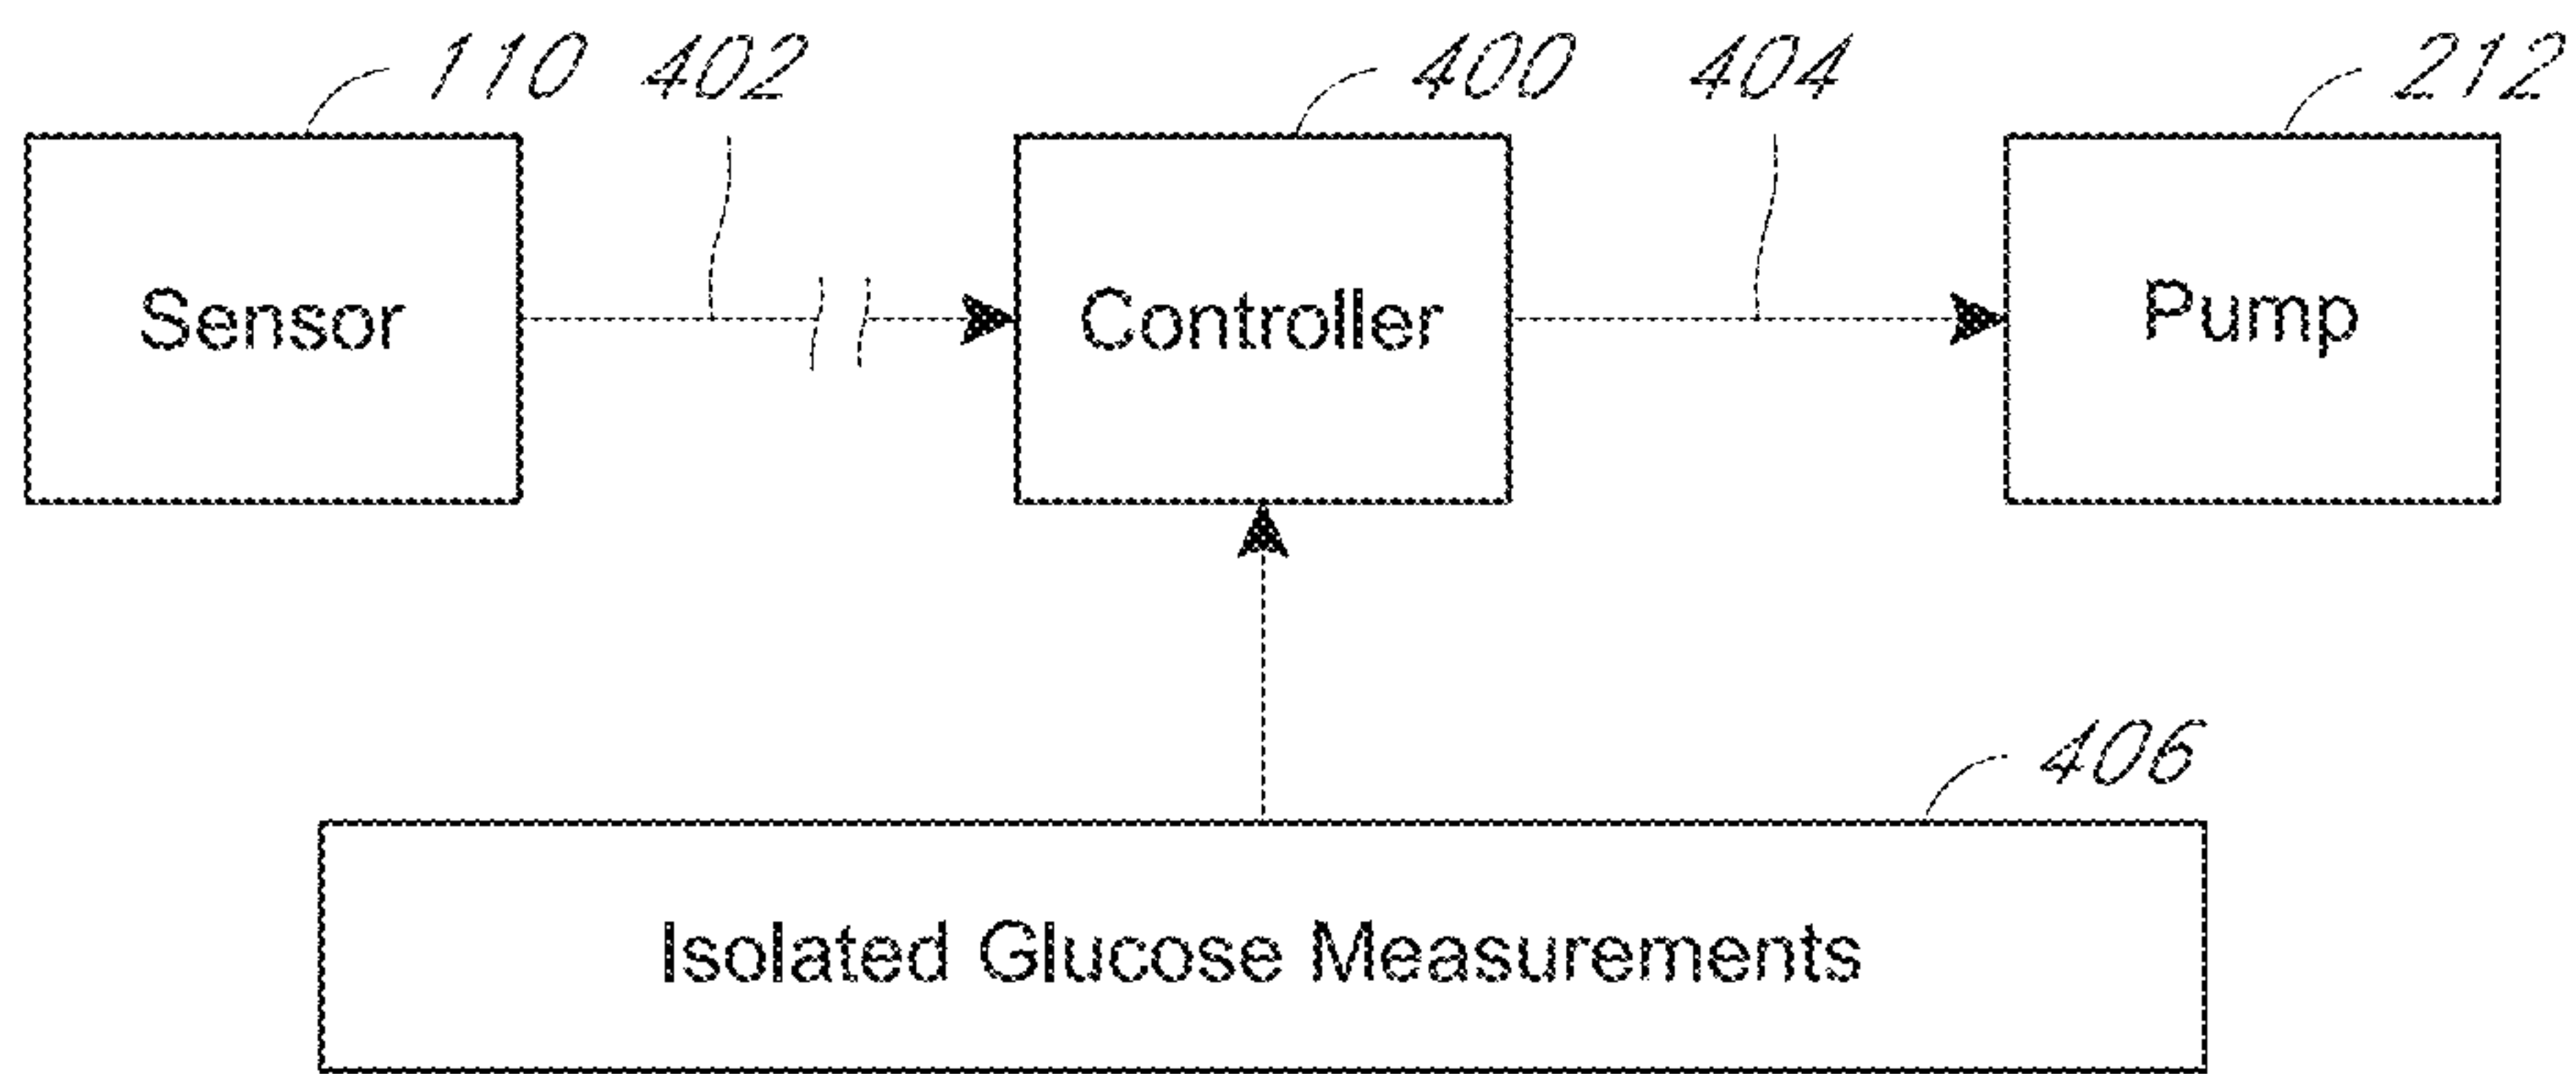 110 402 400 404 212
Sensor Controller Pump
406
Isolated Glucose Measurements